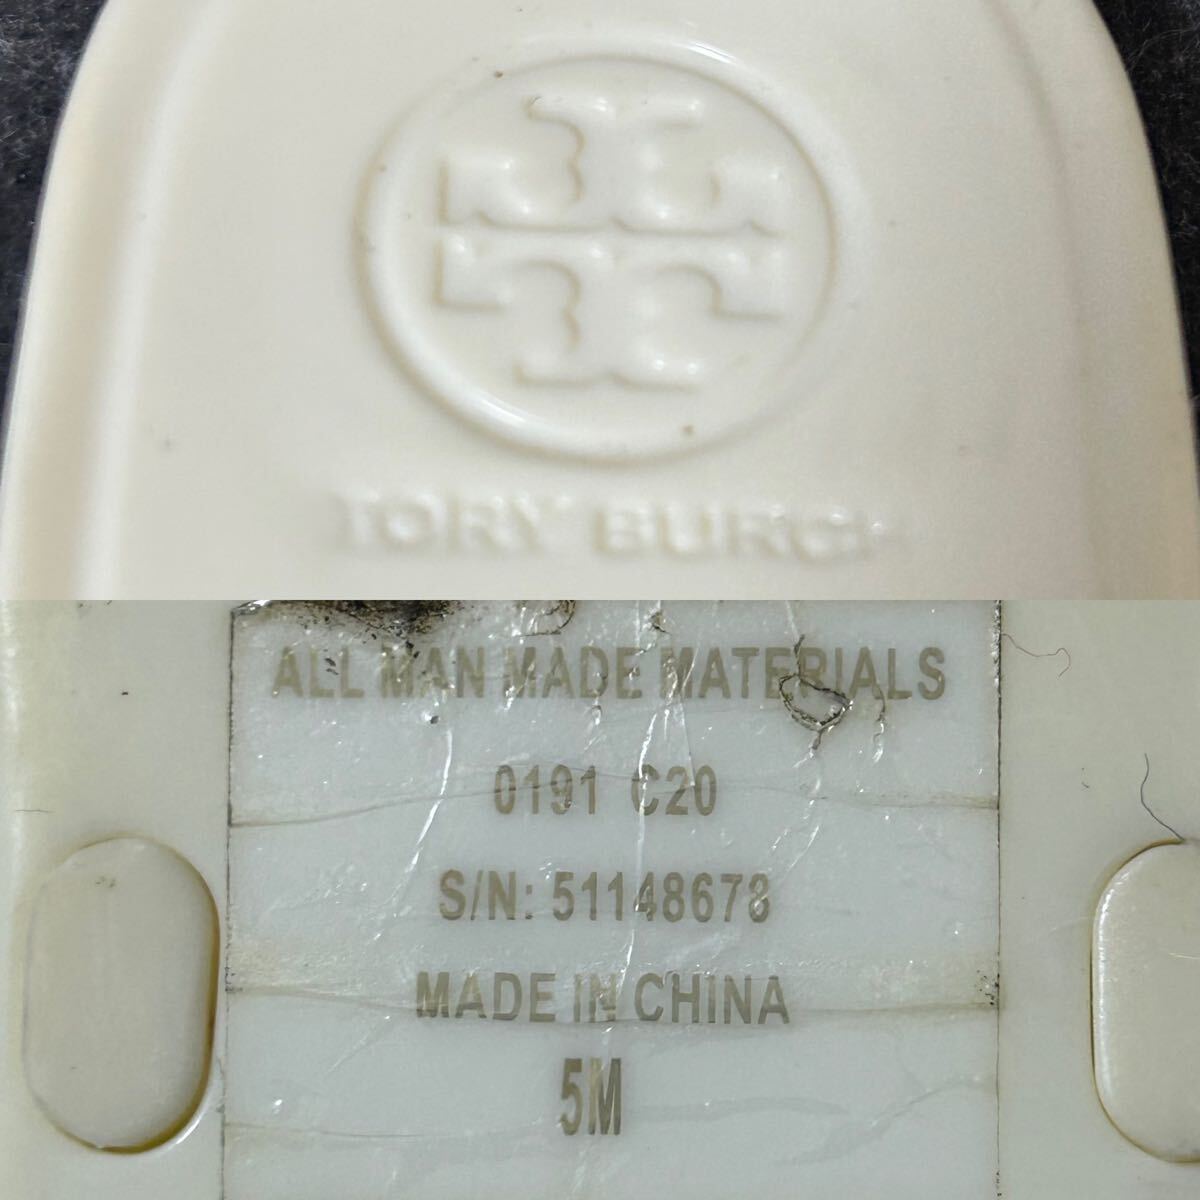 TORY BURCH
ALL MAN MADE MATERIALS
0191 C20
S/N: 51148678
MADE IN CHINA
5M